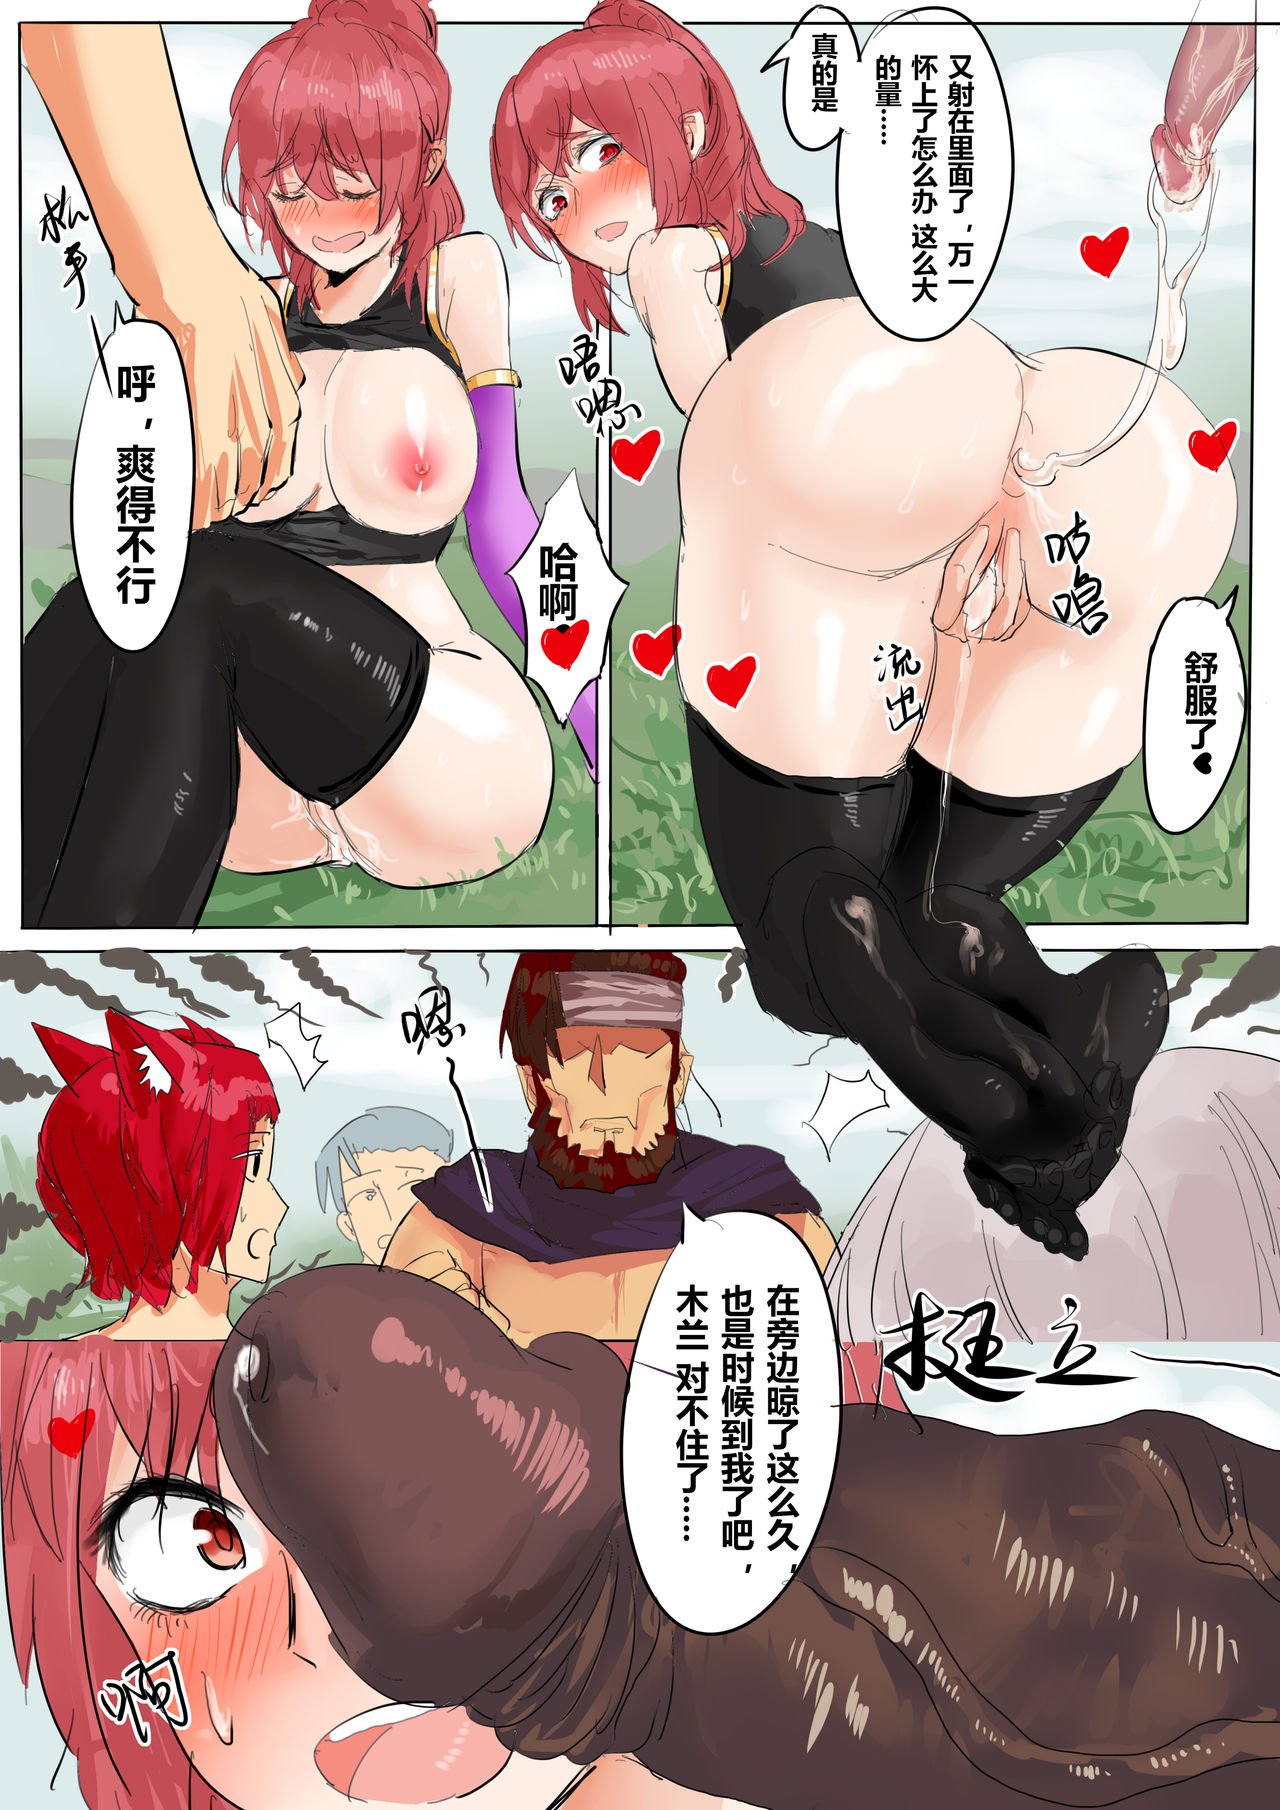 又射在里面了，万一
怀上了怎么办 这么大
的量……
真的是
唔嗯
咕噜
流出
舒服了
松手
呼，爽得不行
哈啊
嗯
在旁边晾了这么久，
也是时候到我了吧，
木兰 对不住了……
挺立
啊